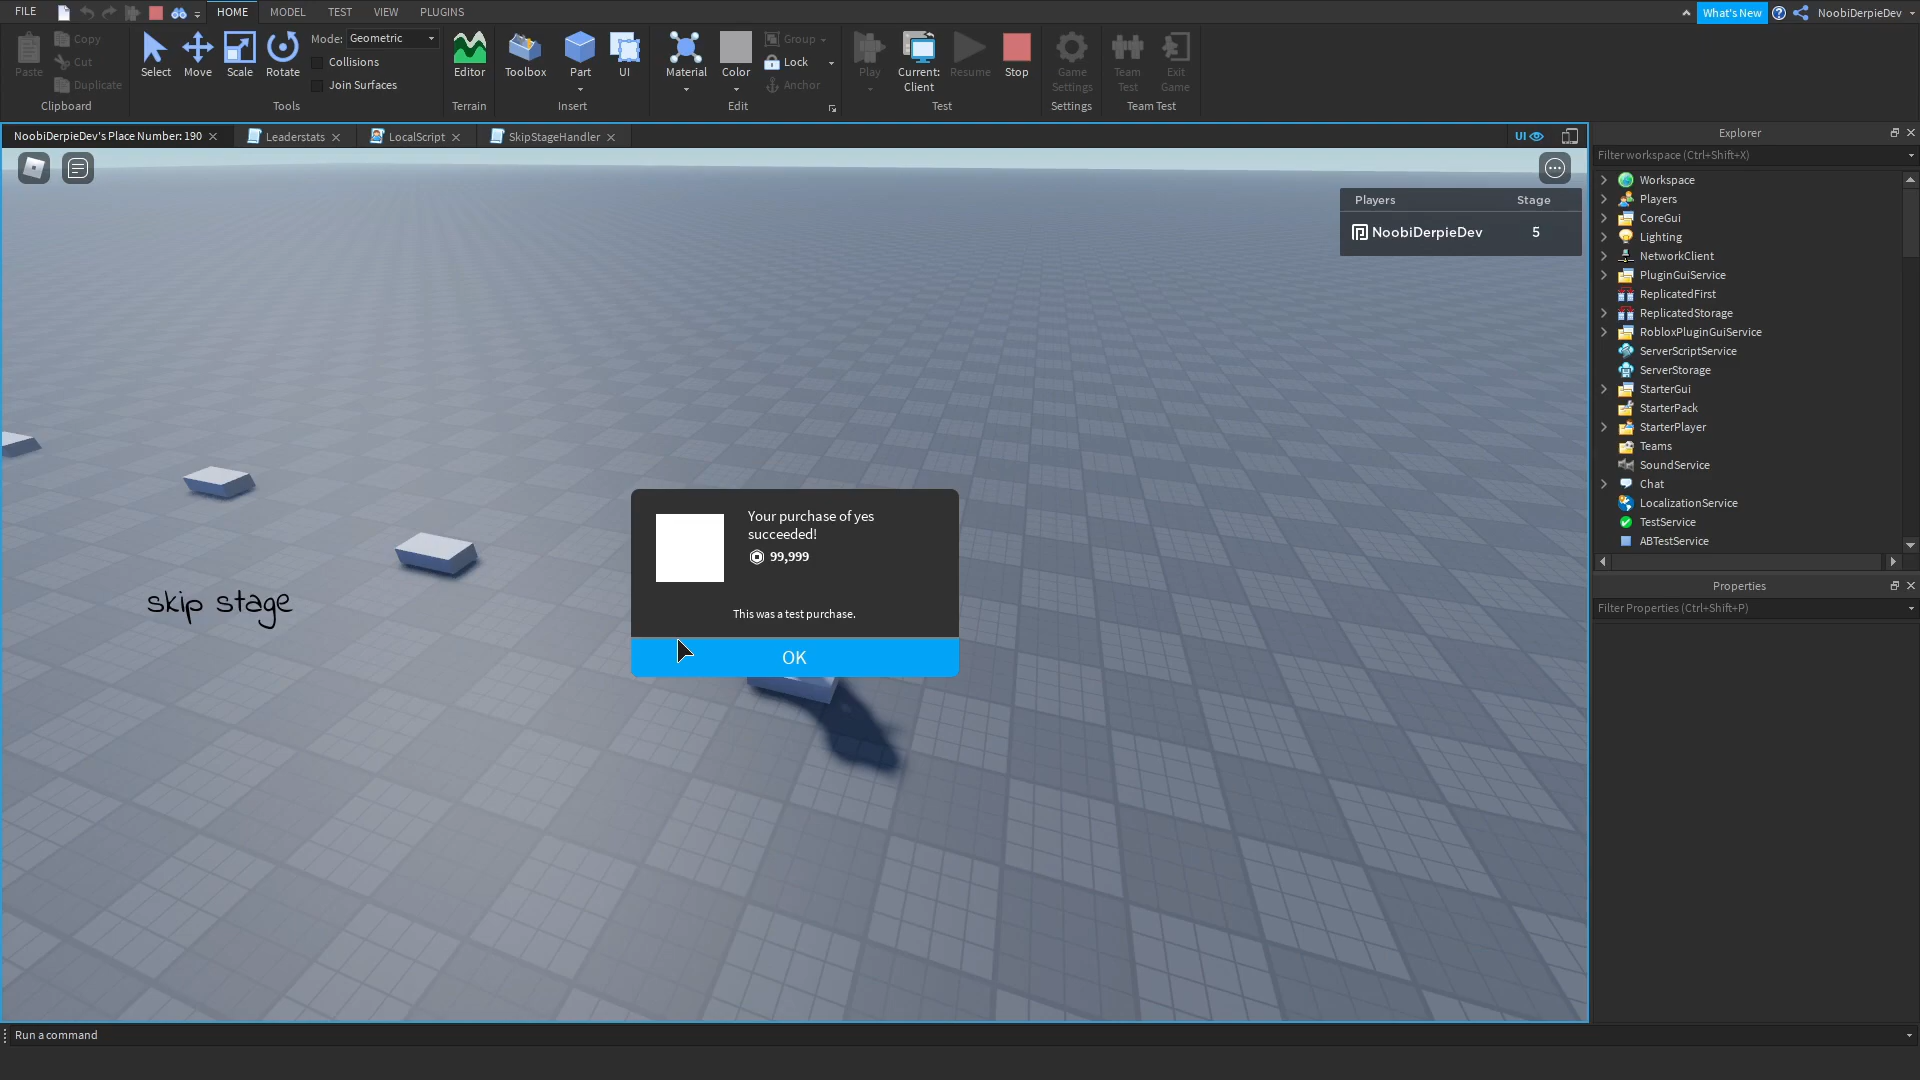 FILE
HOME
MODEL
TEST
VIEW
PLUGINS
What's New
NoobiDerpieDev
Paste
Copy
Cut
Duplicate
Clipboard
Select
Move
Scale
Rotate
Mode: Geometric
Collisions
Join Surfaces
Tools
Editor
Terrain
Toolbox
Part
UI
Insert
Material
Color
Group
Lock
Anchor
Edit
Play
Current:
Client
Resume
Stop
Test
Game
Settings
Settings
Team
Test
Exit
Game
Team Test
NoobiDerpieDev's Place Number: 190
Leaderstats
LocalScript
SkipStageHandler
UI
Players Stage
NoobiDerpieDev 5
skip stage
Your purchase of yes
succeeded!
99,999
This was a test purchase.
OK
Explorer
Filter workspace (Ctrl+Shift+X)
Workspace
Players
CoreGui
Lighting
NetworkClient
PluginGuiService
ReplicatedFirst
ReplicatedStorage
RobloxPluginGuiService
ServerScriptService
ServerStorage
StarterGui
StarterPack
StarterPlayer
Teams
SoundService
Chat
LocalizationService
TestService
ABTestService
Properties
Filter Properties (Ctrl+Shift+P)
Run a command